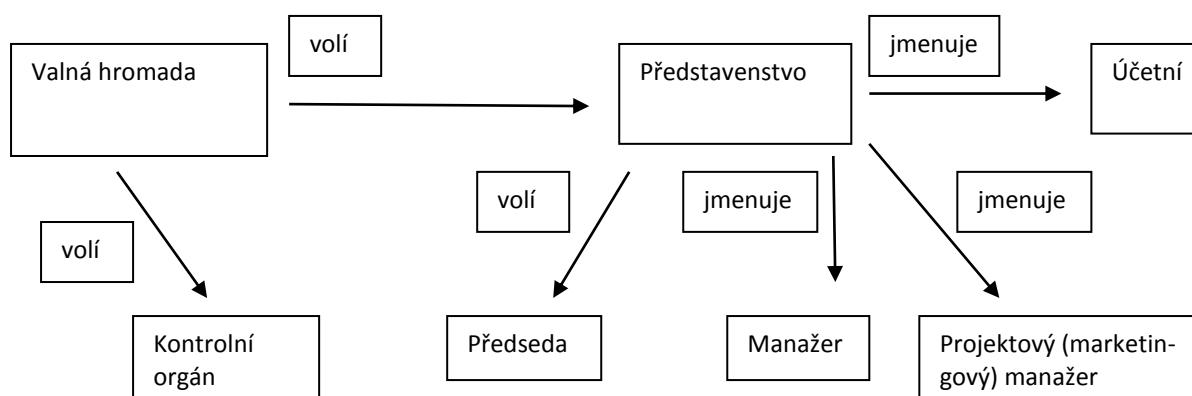 volí
jmenuje
Valná hromada
Představenstvo
Účetní
volí
jmenuje
jmenuje
volí
Kontrolní
orgán
Předseda
Manažer
Projektový (marketin-
gový) manažer